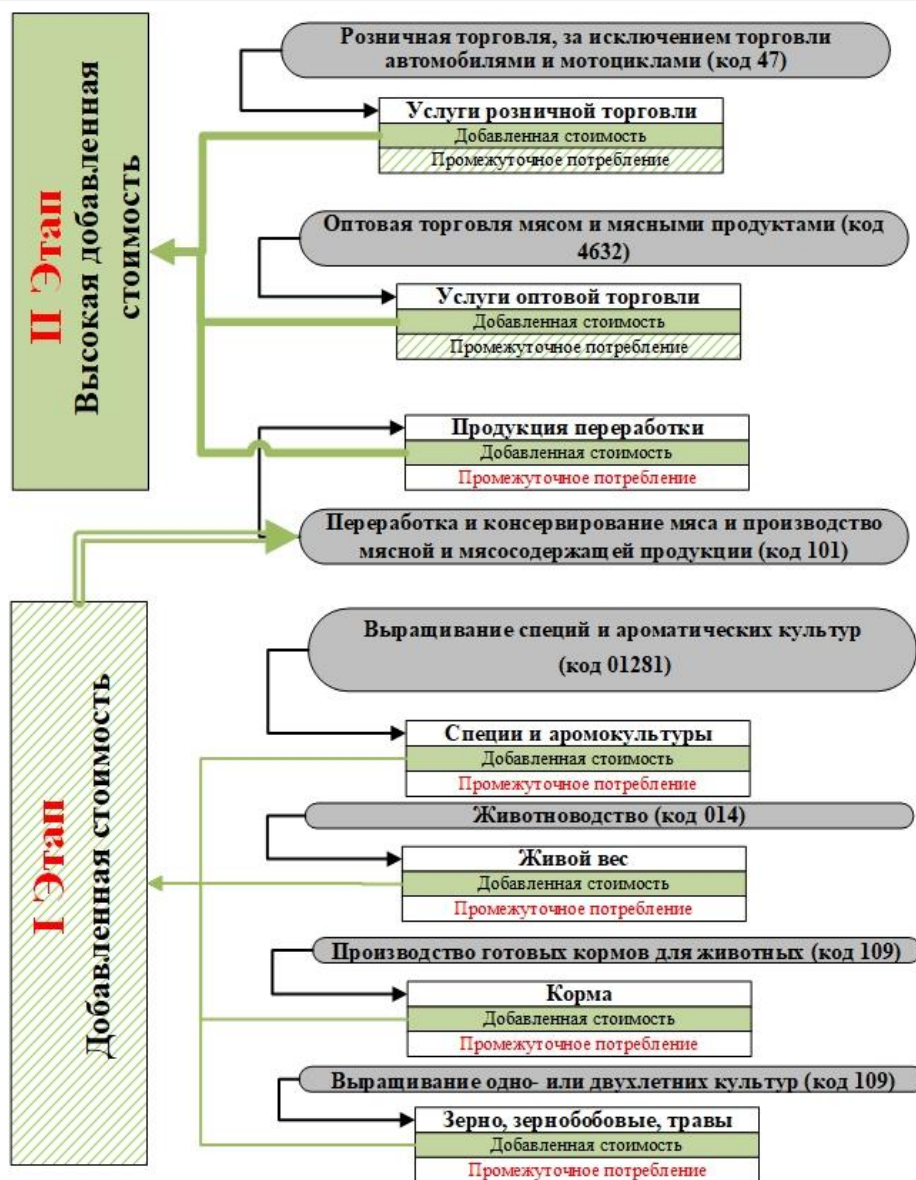 II Этап
Высокая добавленная
стоимость
Розничная торговля, за исключением торговли
автомобилями и мотоциклами (код 47)
Услуги розничной торговли
Добавленная стоимость
Промежуточное потребление
Оптовая торговля мясом и мясными продуктами (код
4632)
Услуги оптовой торговли
Добавленная стоимость
Промежуточное потребление
Продукция переработки
Добавленная стоимость
Промежуточное потребление
Переработка и консервирование мяса и производство
мясной и мясосодержащей продукции (код 101)
I Этап
Добавленная стоимость
Выращивание специй и ароматических культур
(код 01281)
Специи и аромокультуры
Добавленная стоимость
Промежуточное потребление
Животноводство (код 014)
Живой вес
Добавленная стоимость
Промежуточное потребление
Производство готовых кормов для животных (код 109)
Корма
Добавленная стоимость
Промежуточное потребление
Выращивание одно- или двухлетних культур (код 109)
Зерно, зернобобовые, травы
Добавленная стоимость
Промежуточное потребление